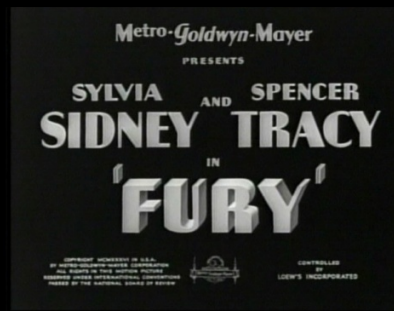 Metro-Goldwyn-Mayer
PRESENTS
SYLVIA SIDNEY AND SPENCER TRACY
IN
'FURY'
COPYRIGHT MCMXXXVI IN U.S.A.
BY METRO-GOLDWYN-MAYER CORPORATION
ALL RIGHTS IN THIS MOTION PICTURE
RESERVED UNDER INTERNATIONAL CONVENTIONS
PASSED BY THE NATIONAL BOARD OF REVIEW
CONTROLLED
BY
LOEW'S INCORPORATED